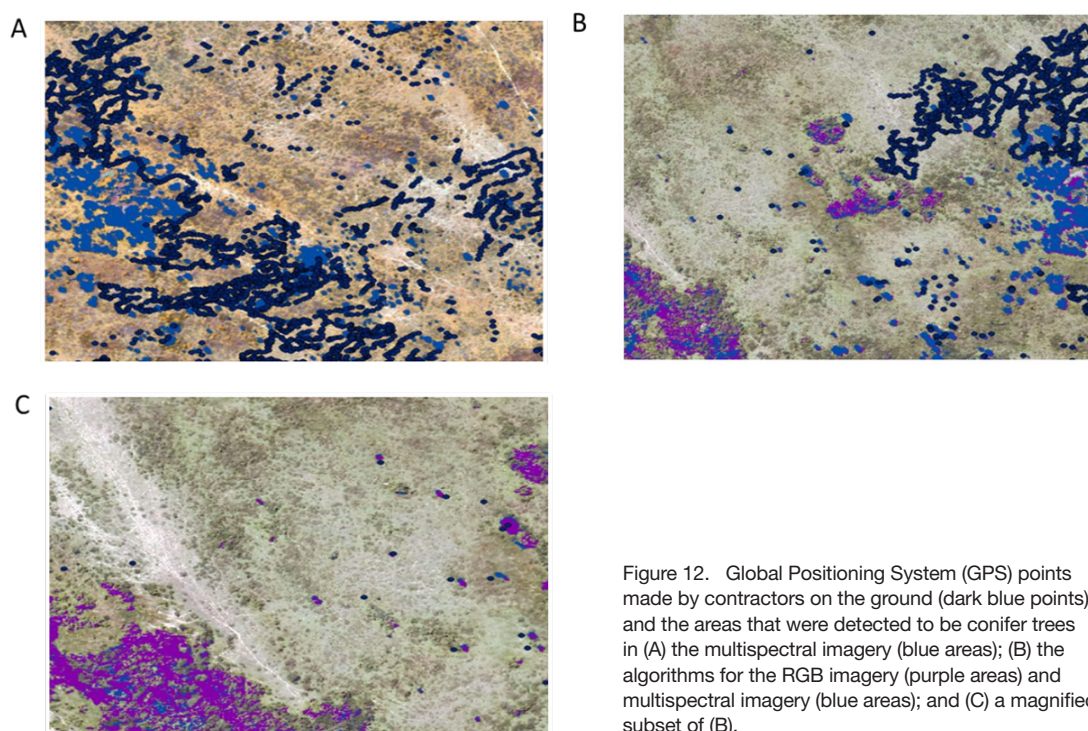 A
B
C
Figure 12. Global Positioning System (GPS) points
made by contractors on the ground (dark blue points)
and the areas that were detected to be conifer trees
in (A) the multispectral imagery (blue areas); (B) the
algorithms for the RGB imagery (purple areas) and
multispectral imagery (blue areas); and (C) a magnified
subset of (B).